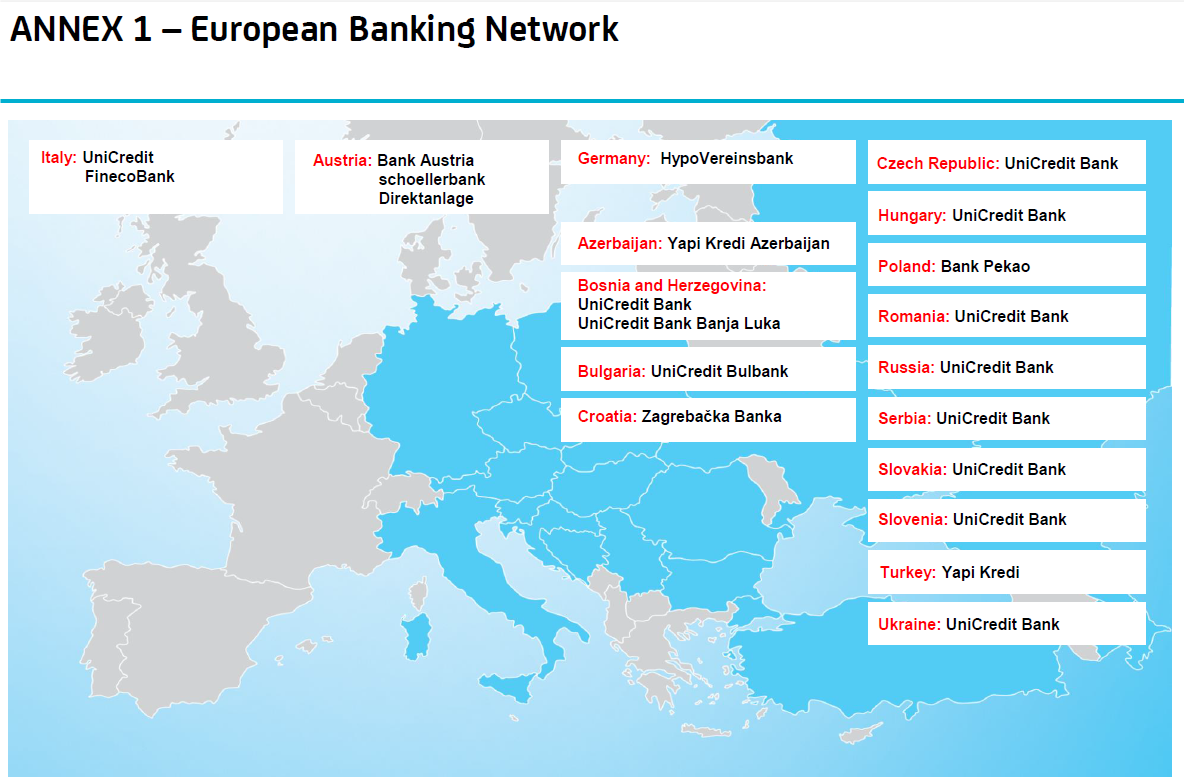 ANNEX 1 – European Banking Network
Italy: UniCredit
FinecoBank
Austria: Bank Austria
schoellerbank
Direktanlage
Germany: HypoVereinsbank
Azerbaijan: Yapi Kredi Azerbaijan
Bosnia and Herzegovina:
UniCredit Bank
UniCredit Bank Banja Luka
Bulgaria: UniCredit Bulbank
Croatia: Zagrebačka Banka
Czech Republic: UniCredit Bank
Hungary: UniCredit Bank
Poland: Bank Pekao
Romania: UniCredit Bank
Russia: UniCredit Bank
Serbia: UniCredit Bank
Slovakia: UniCredit Bank
Slovenia: UniCredit Bank
Turkey: Yapi Kredi
Ukraine: UniCredit Bank